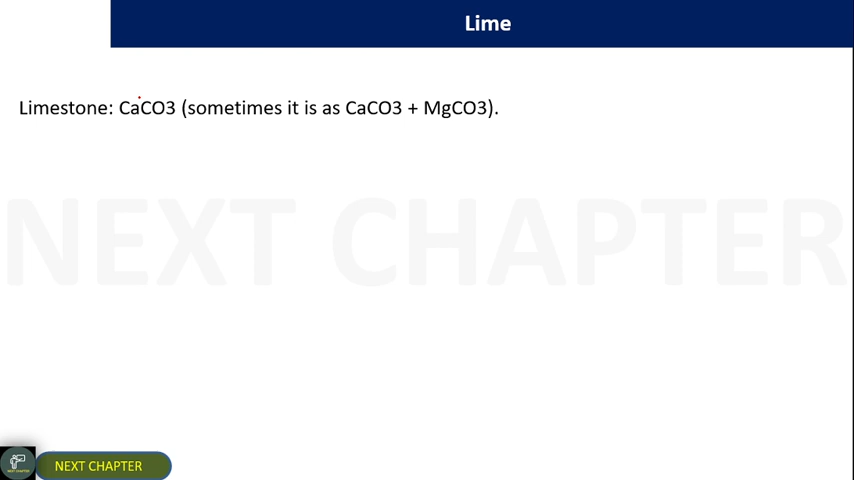 Lime
Limestone: CaCO3 (sometimes it is as CaCO3 + MgCO3).
NEXT CHAPTER
NEXT CHAPTER